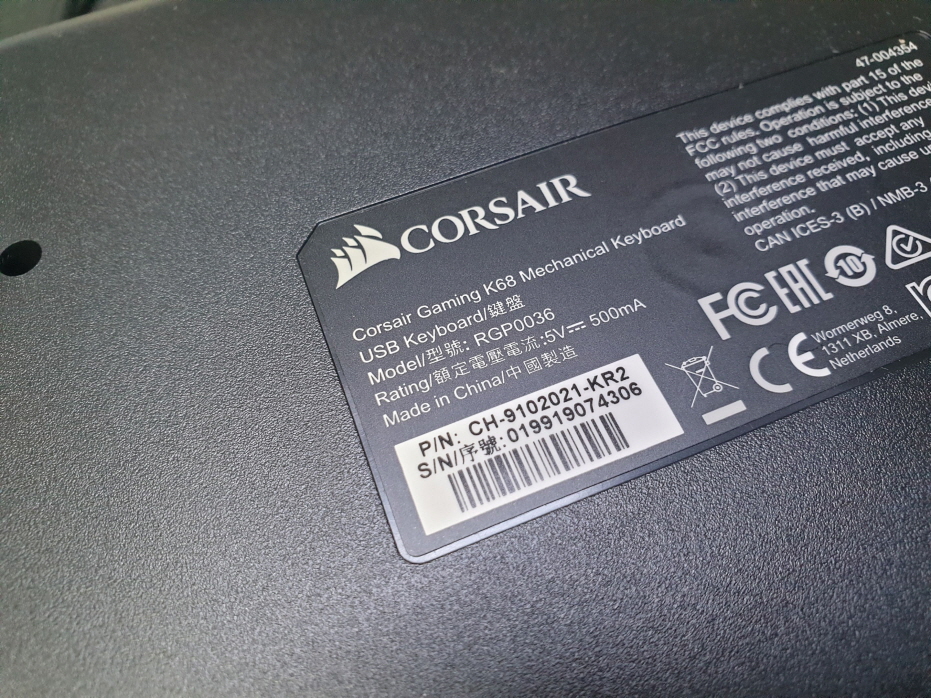 CORSAIR
Corsair Gaming K68 Mechanical Keyboard
USB Keyboard/鍵盤
Model/型號: RGP0036
Rating/額定電壓電流:5V⎓ 500mA
Made in China/中國製造
P/N: CH-9102021-KR2
S/N/序號:019919074306
47-004354
This device complies with part 15 of the
FCC rules. Operation is subject to the
following two conditions: (1) This
may not cause harmful interference
(2) This device must accept any
interference received, including
interference that may cause
operation.
CAN ICES-3 (B) / NMB-3
FC EAC 10
CE
Wormerweg 8,
1311 XB, Almere,
Netherlands